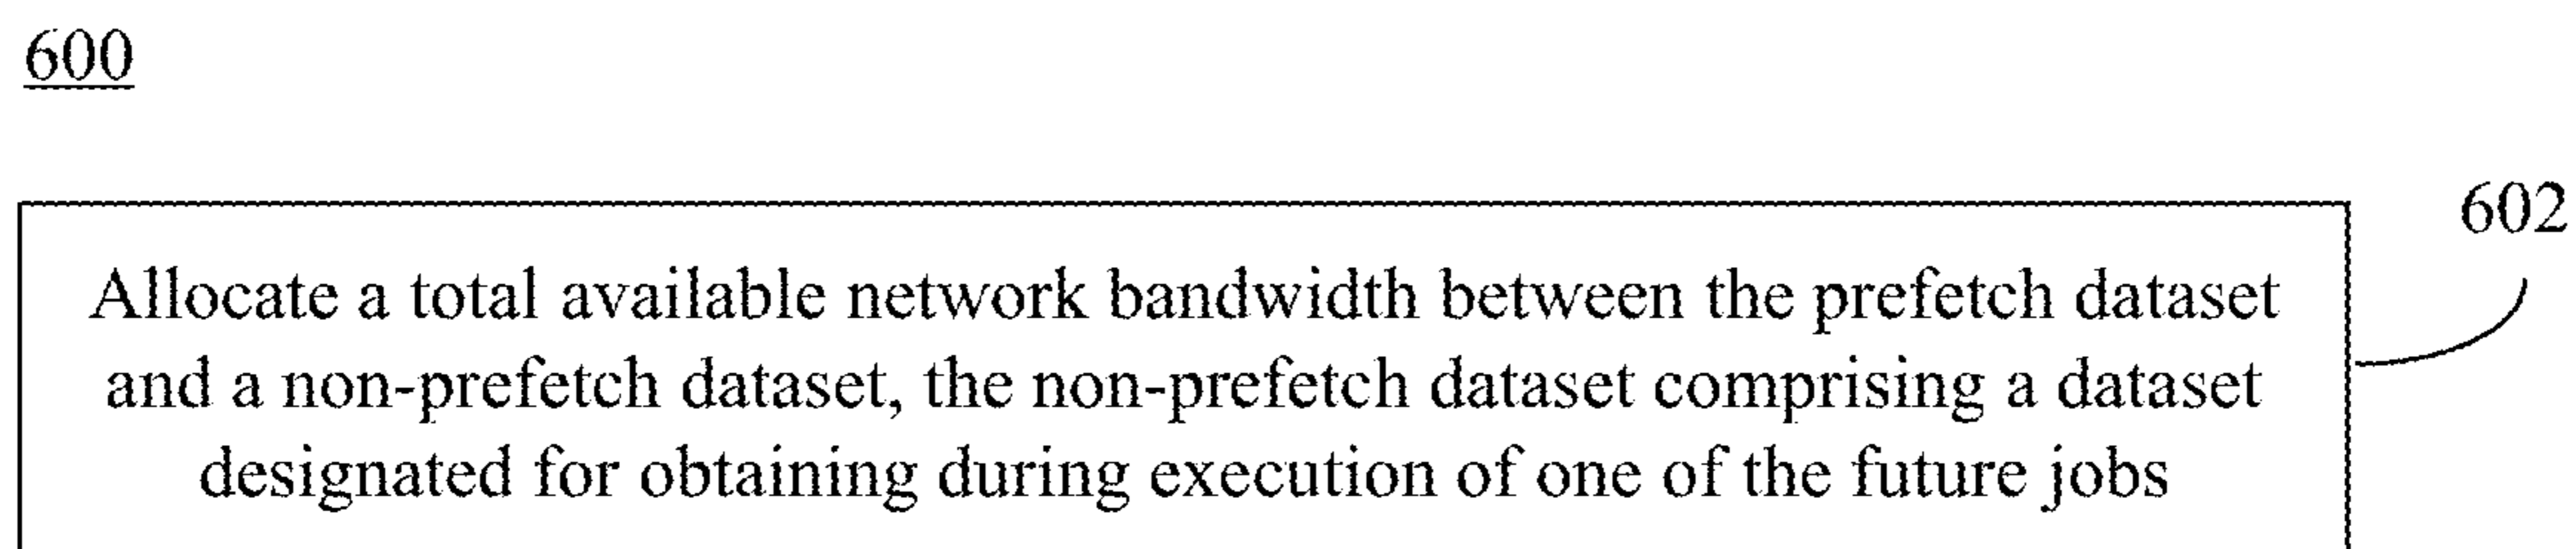 600
602
Allocate a total available network bandwidth between the prefetch dataset
and a non-prefetch dataset, the non-prefetch dataset comprising a dataset
designated for obtaining during execution of one of the future jobs